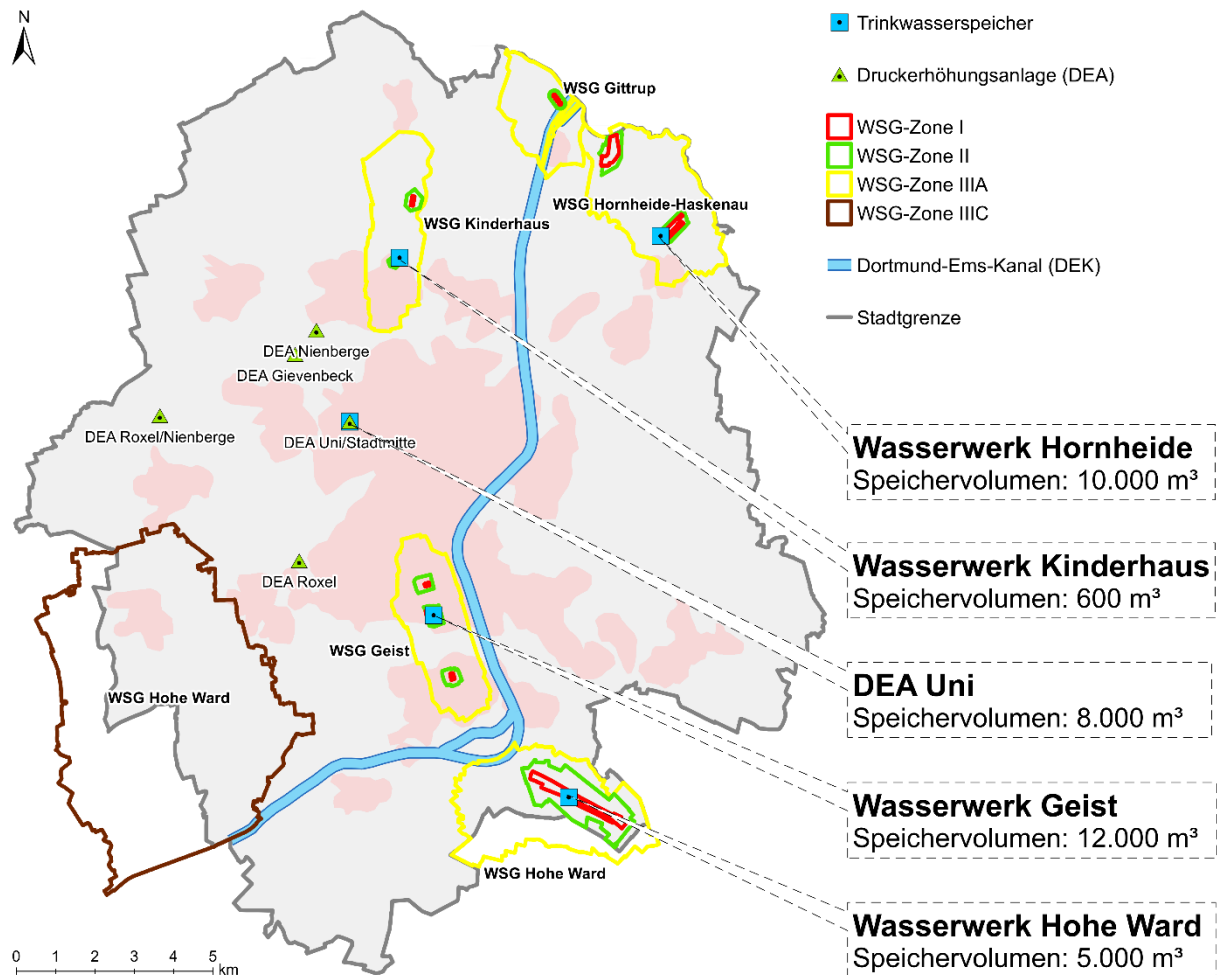 N
Trinkwasserspeicher
Druckerhöhungsanlage (DEA)
WSG-Zone I
WSG-Zone II
WSG-Zone IIIA
WSG-Zone IIIC
Dortmund-Ems-Kanal (DEK)
Stadtgrenze
WSG Gittrup
WSG Hornheide-Haskenau
WSG Kinderhaus
DEA Nienberge
DEA Gievenbeck
DEA Roxel/Nienberge
DEA Uni/Stadtmitte
DEA Roxel
WSG Geist
WSG Hohe Ward
WSG Hohe Ward
Wasserwerk Hornheide
Speichervolumen: 10.000 m³
Wasserwerk Kinderhaus
Speichervolumen: 600 m³
DEA Uni
Speichervolumen: 8.000 m³
Wasserwerk Geist
Speichervolumen: 12.000 m³
Wasserwerk Hohe Ward
Speichervolumen: 5.000 m³
0 1 2 3 4 5
km